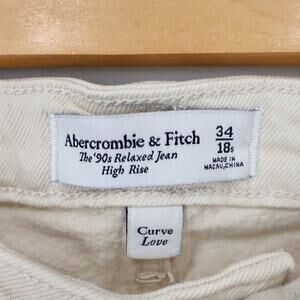 Abercrombie & Fitch
The '90s Relaxed Jean
High Rise
34
18s
MADE IN
MACAU, CHINA
Curve
Love